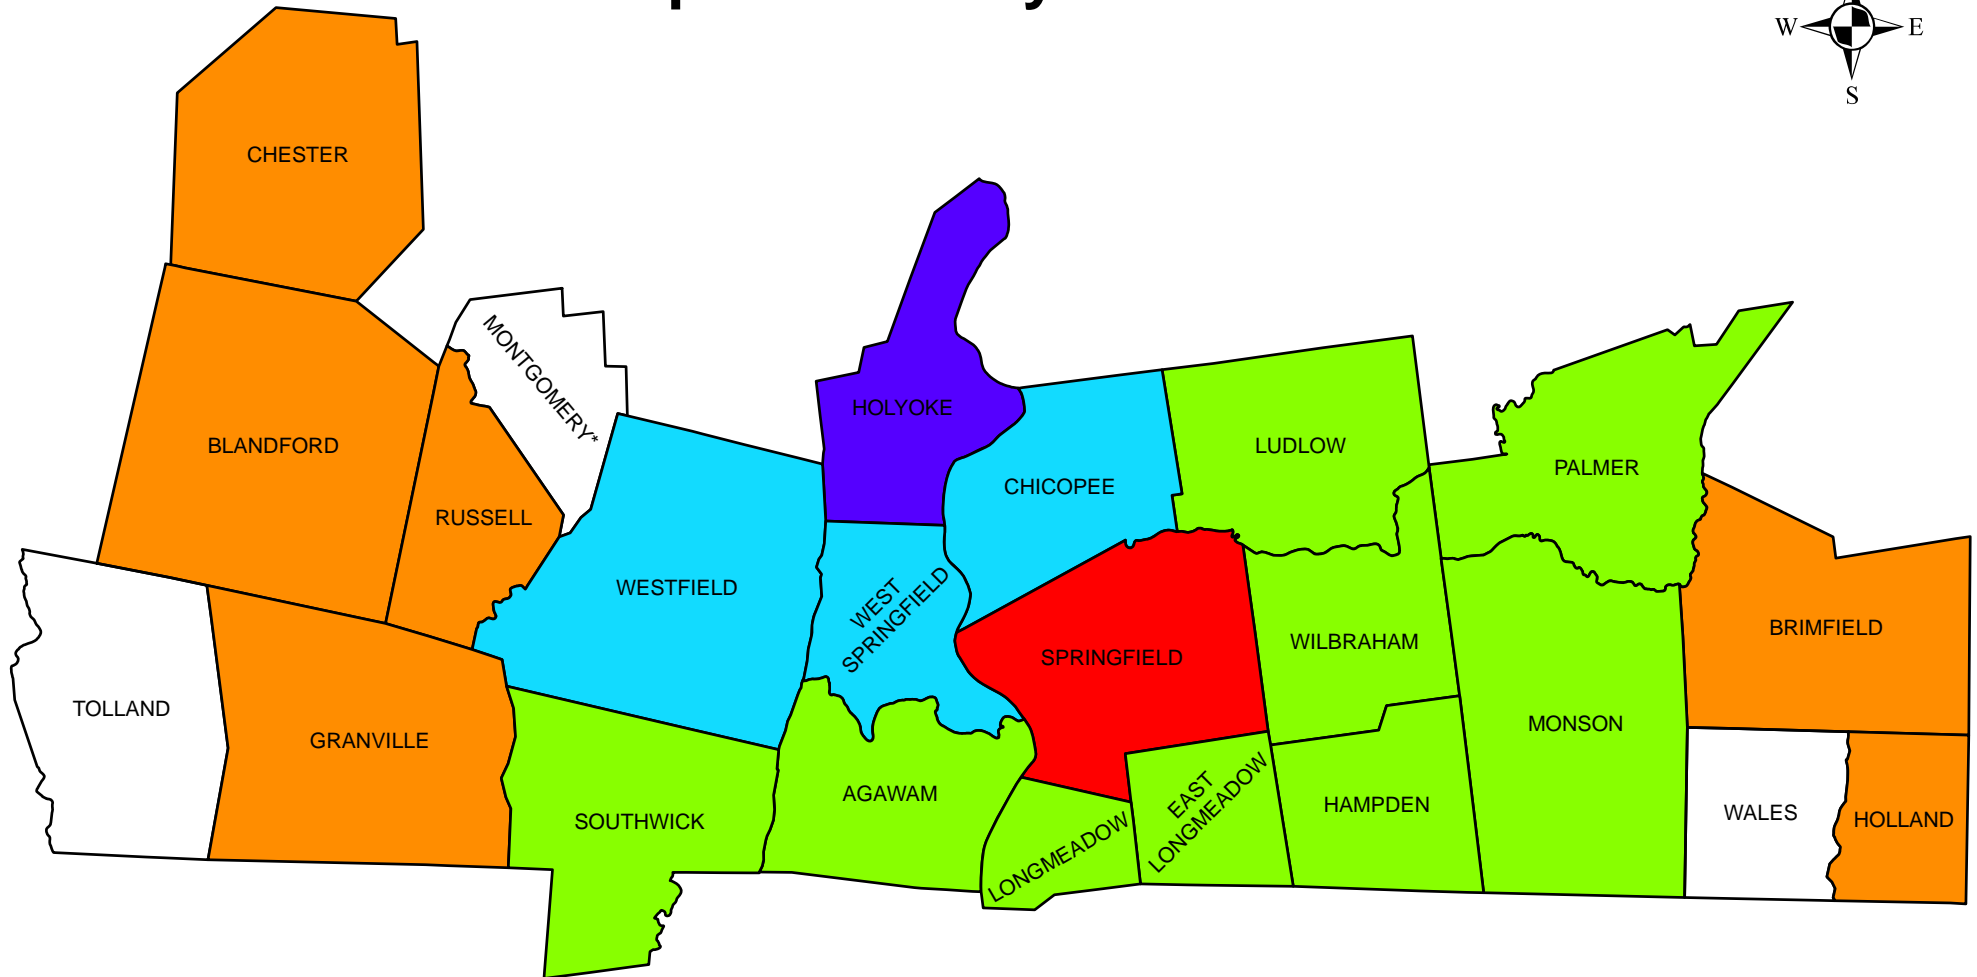 W
E
S
CHESTER
MONTGOMERY*
HOLYOKE
BLANDFORD
LUDLOW
PALMER
CHICOPEE
RUSSELL
WESTFIELD
WEST
SPRINGFIELD
BRIMFIELD
WILBRAHAM
SPRINGFIELD
TOLLAND
MONSON
GRANVILLE
AGAWAM
EAST
LONGMEADOW
HAMPDEN
WALES
HOLLAND
SOUTHWICK
LONGMEADOW